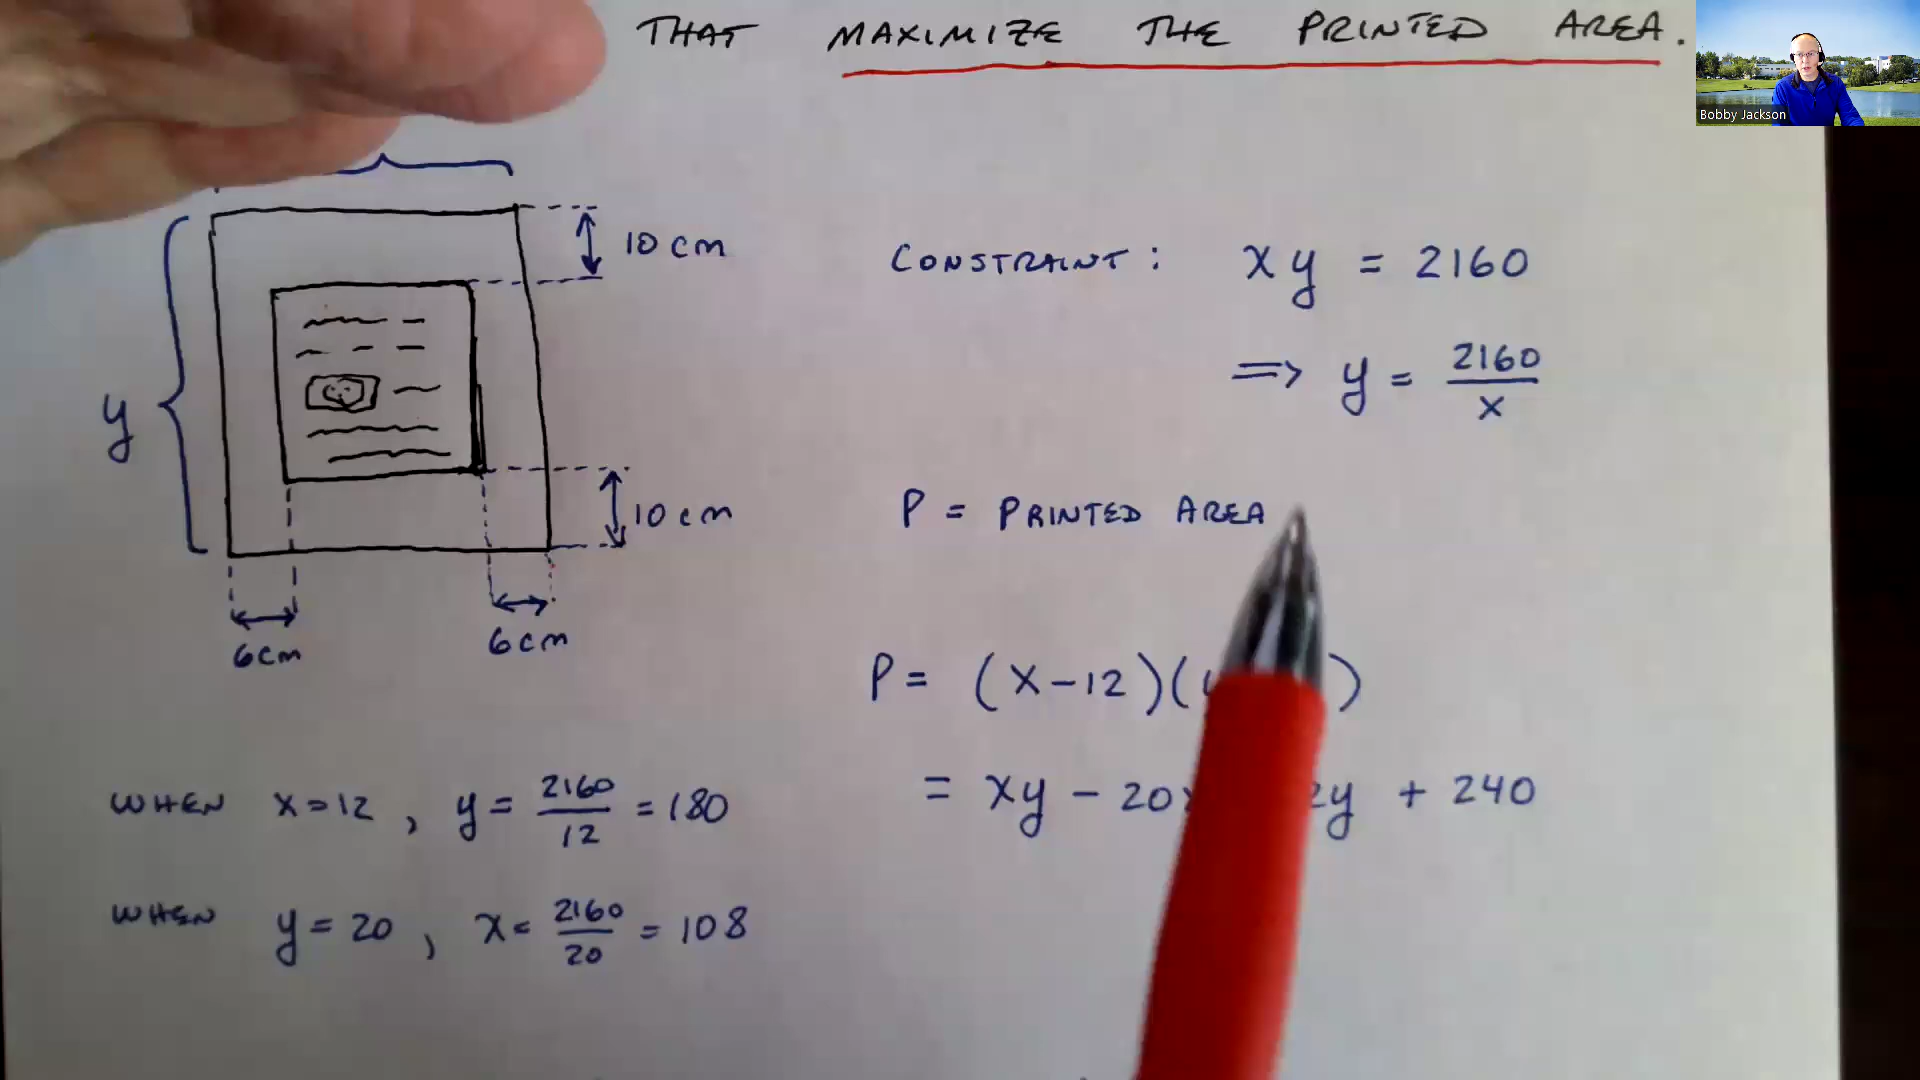 THAT MAXIMIZE THE PRINTED AREA.
Bobby Jackson
10 cm
y
10 cm
6cm
6cm
CONSTRAINT: xy = 2160
=> y = 2160/x
P = PRINTED AREA
P = (x-12)( )
= xy - 20 y + 240
WHEN x=12, y= 2160/12 = 180
WHEN y=20, x= 2160/20 = 108